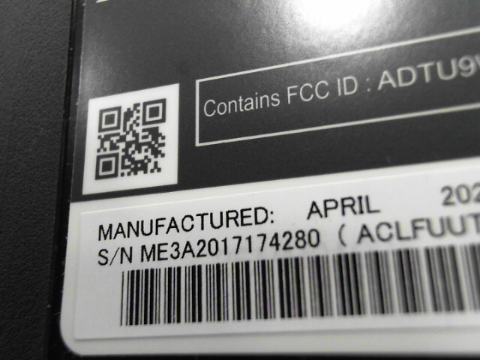 Contains FCC ID : ADTU9
MANUFACTURED: APRIL 202
S/N ME3A2017174280 ( ACLFUUT